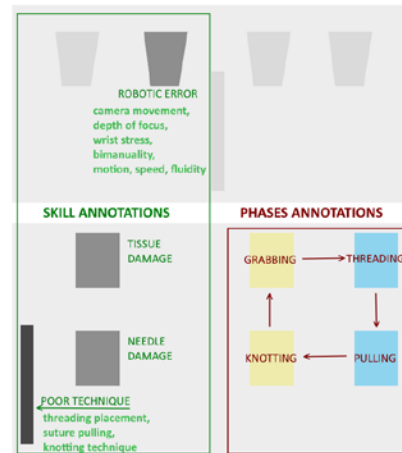 ROBOTIC ERROR
camera movement,
depth of focus,
wrist stress,
bimanuality,
motion, speed, fluidity
SKILL ANNOTATIONS
TISSUE
DAMAGE
NEEDLE
DAMAGE
POOR TECHNIQUE
threading placement,
suture pulling,
knotting technique
PHASES ANNOTATIONS
GRABBING
THREADING
KNOTTING
PULLING